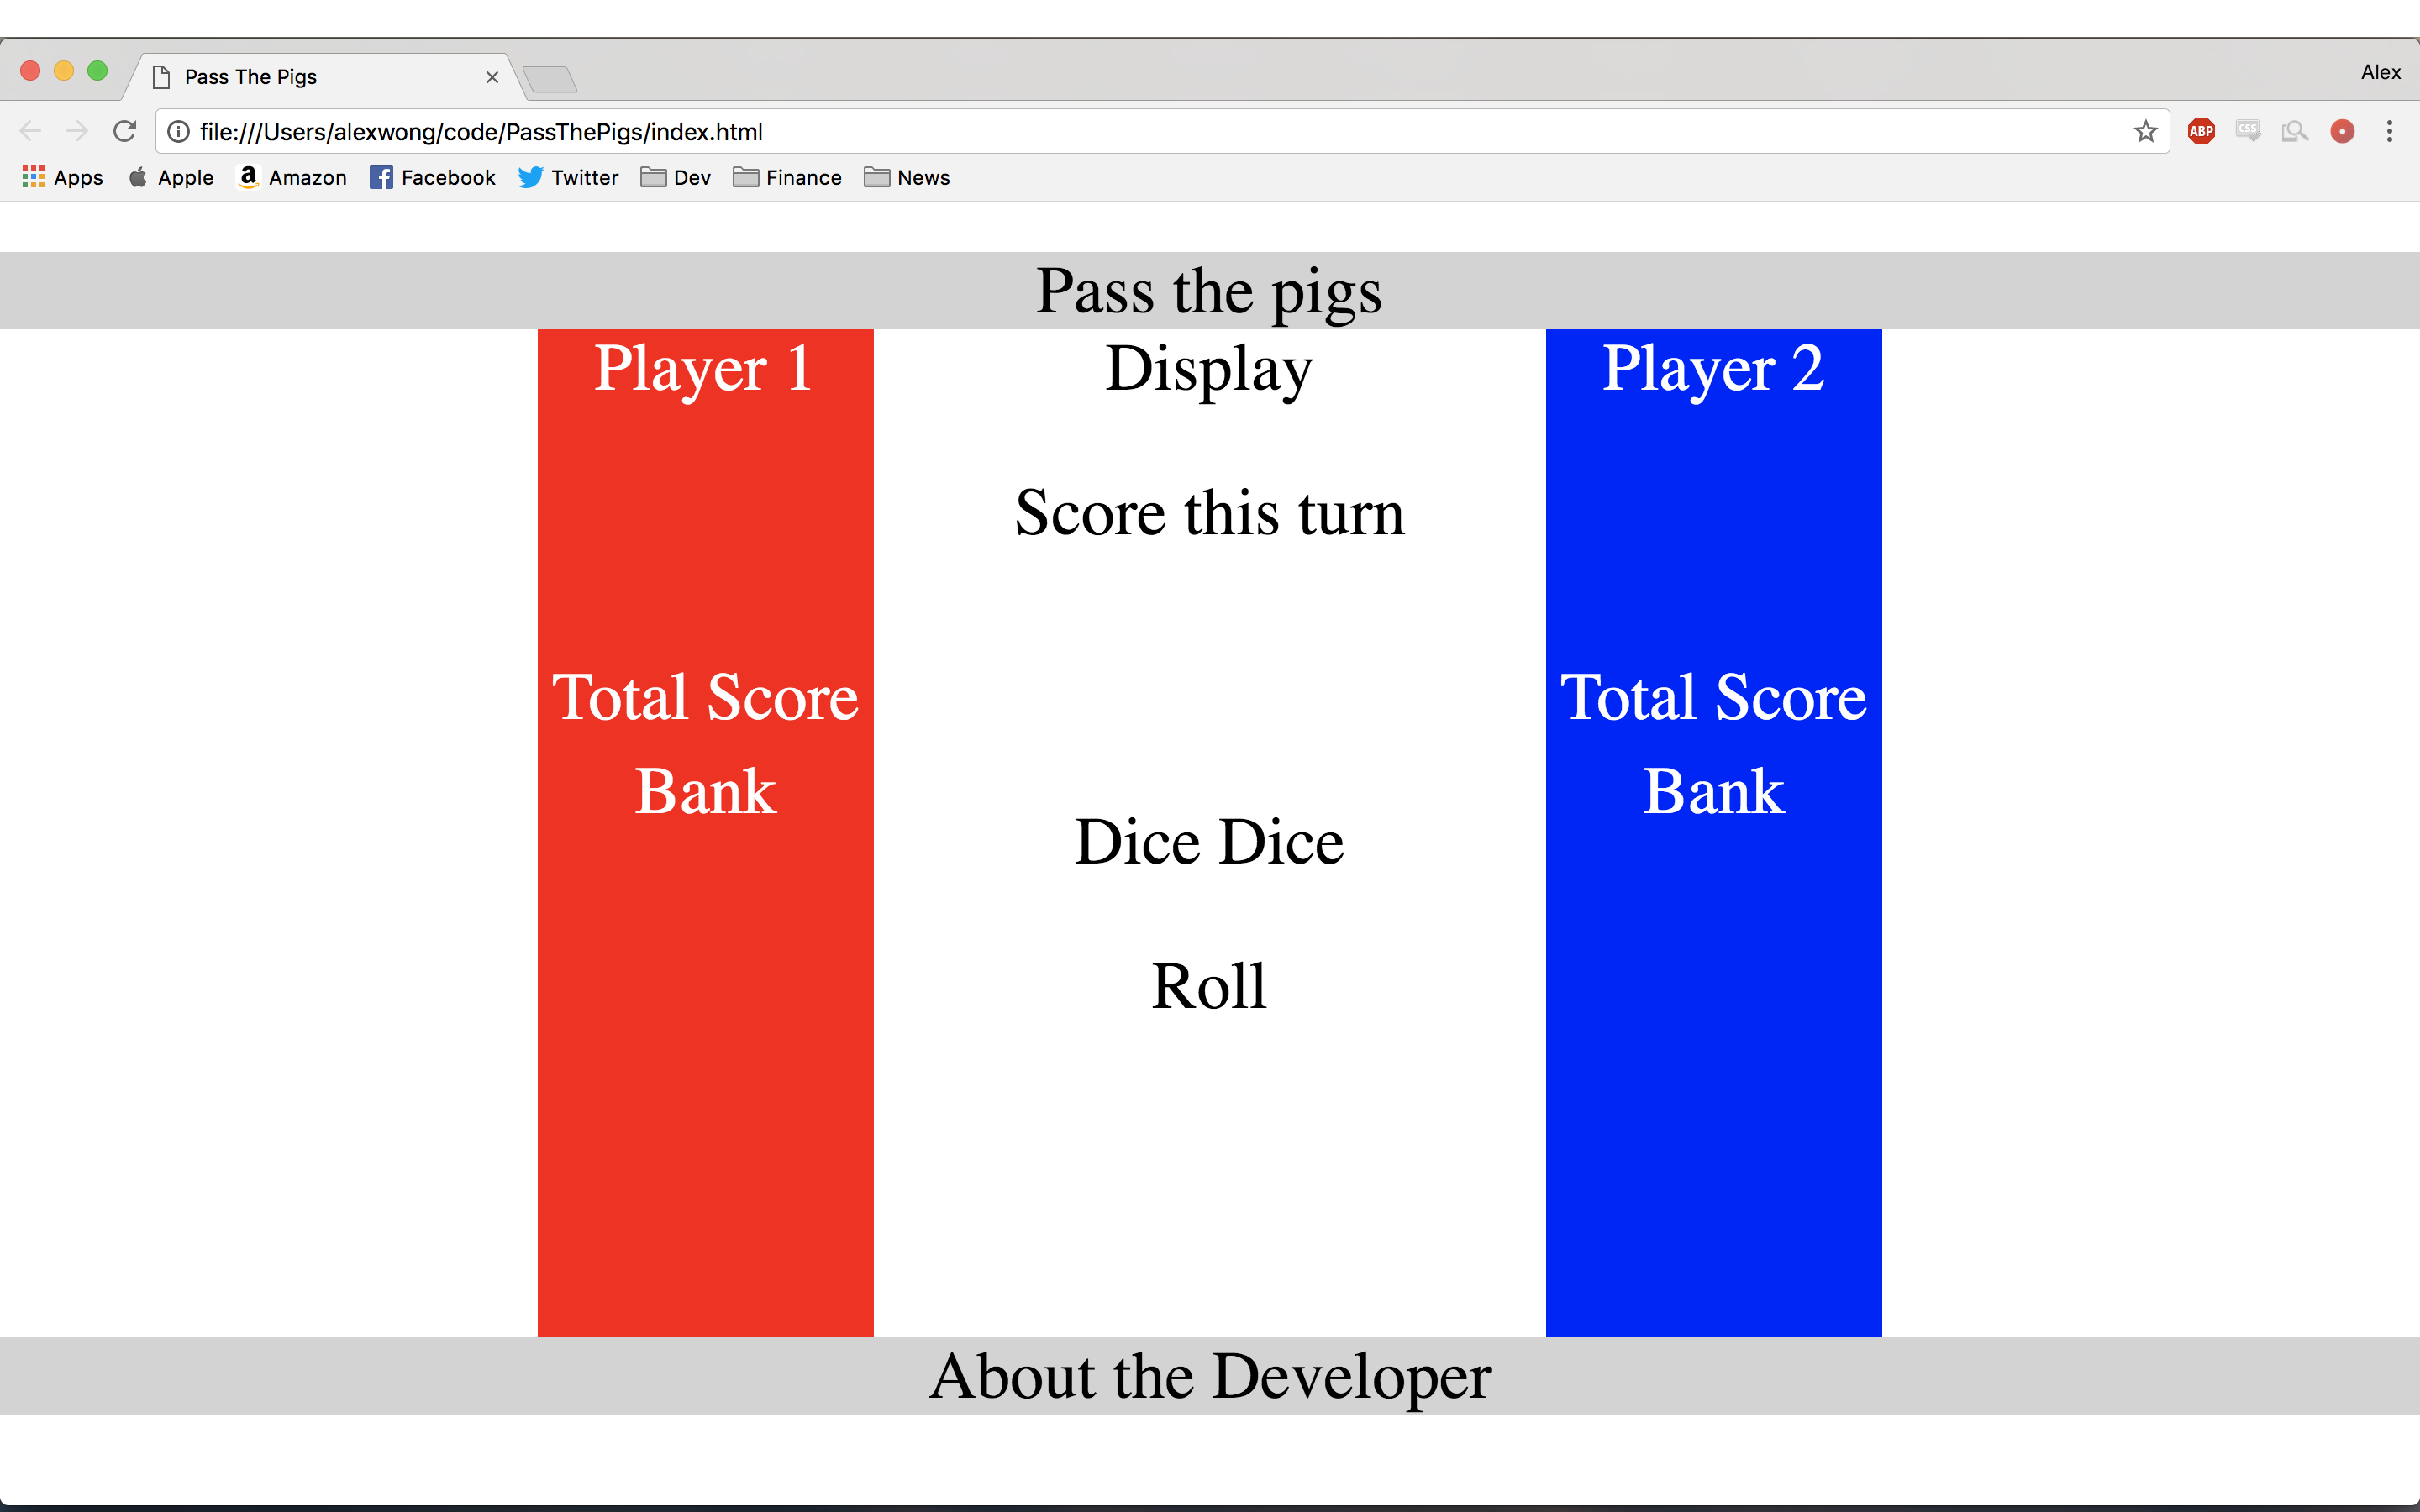 Pass The Pigs
Alex
file:///Users/alexwong/code/PassThePigs/index.html
ABP
CSS
Apps Apple Amazon Facebook Twitter Dev Finance News
Pass the pigs
Player 1 Display Player 2
Score this turn
Total Score Total Score
Bank Bank
Dice Dice
Roll
About the Developer